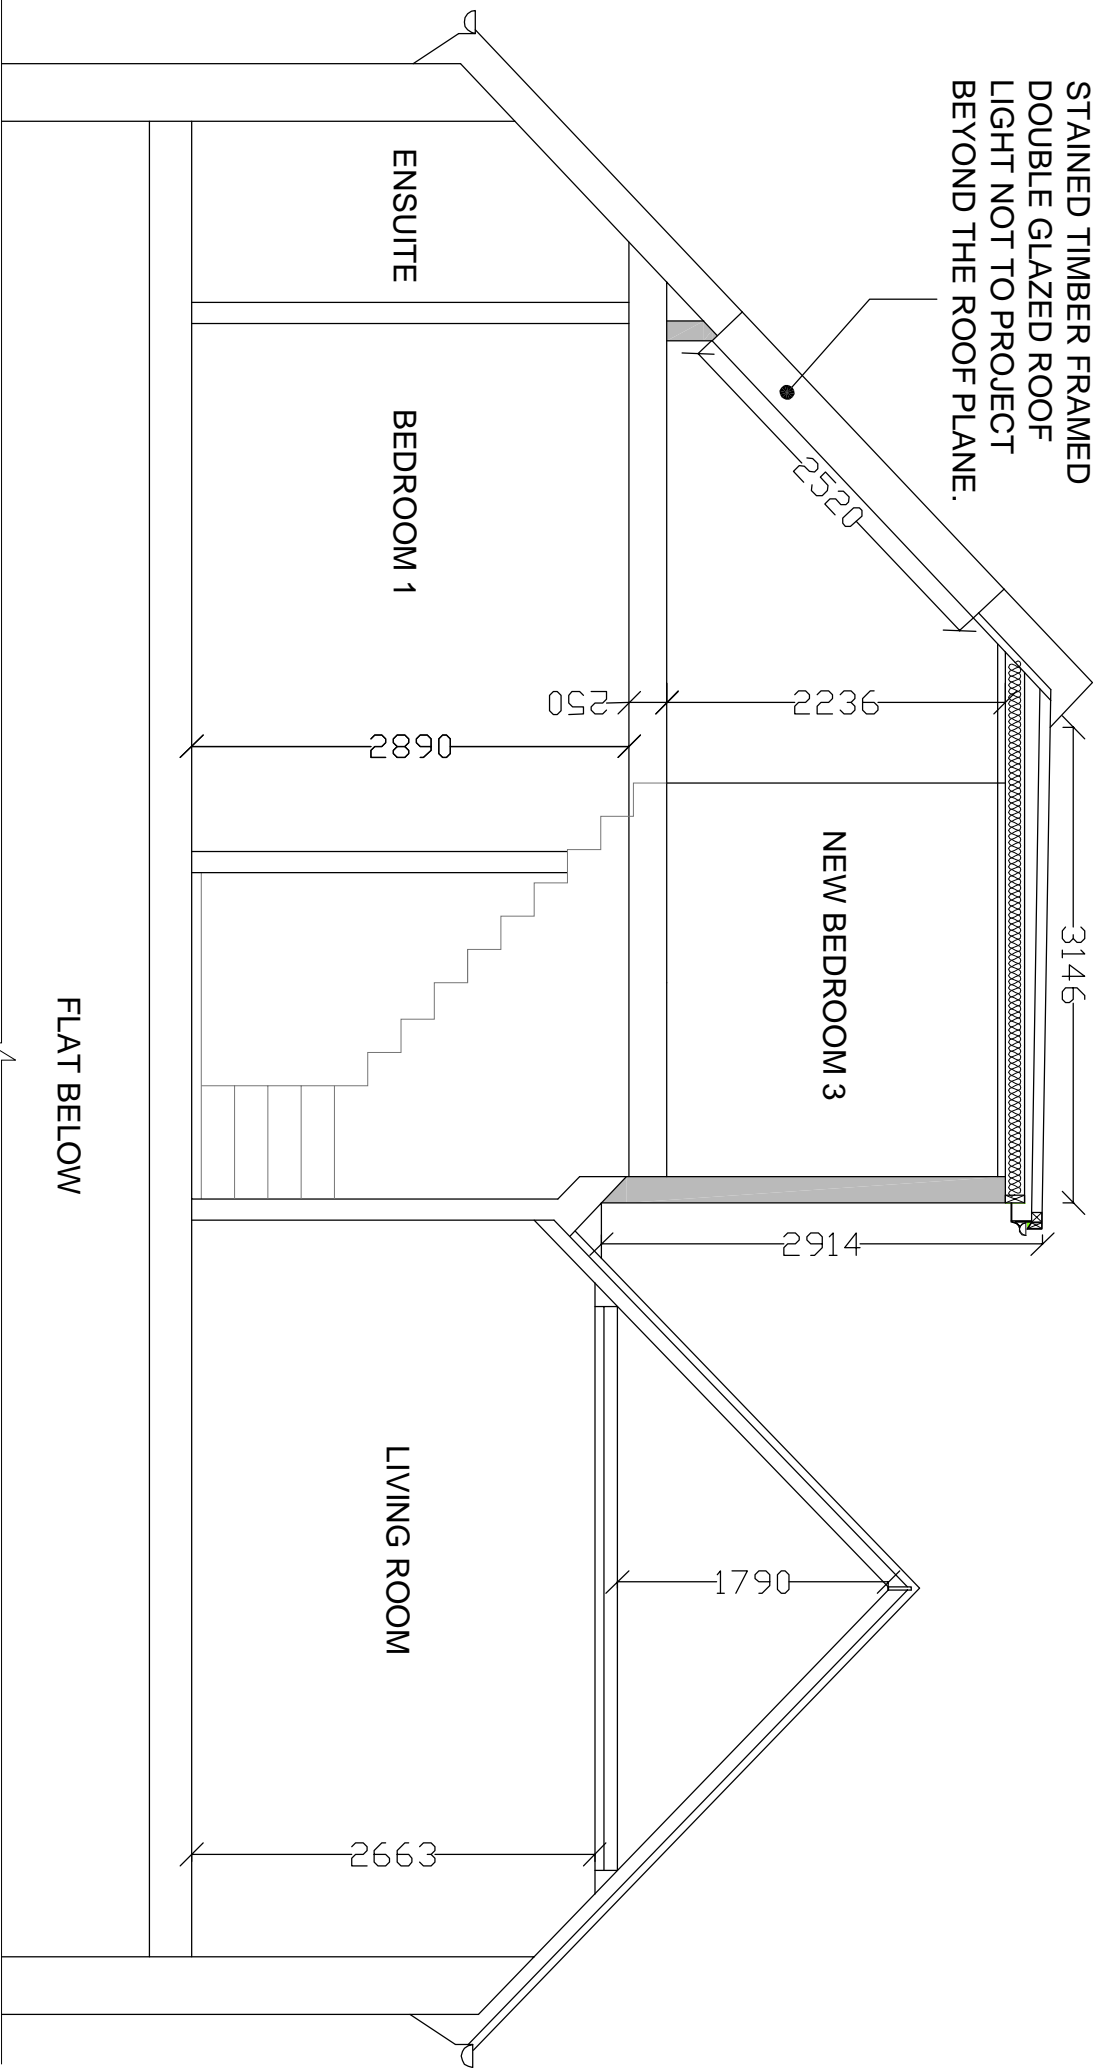 STAINED TIMBER FRAMED
DOUBLE GLAZED ROOF
LIGHT NOT TO PROJECT
BEYOND THE ROOF PLANE.
2520
3146
2236
250
2890
NEW BEDROOM 3
2914
1790
ENSUITE
BEDROOM 1
LIVING ROOM
2663
FLAT BELOW